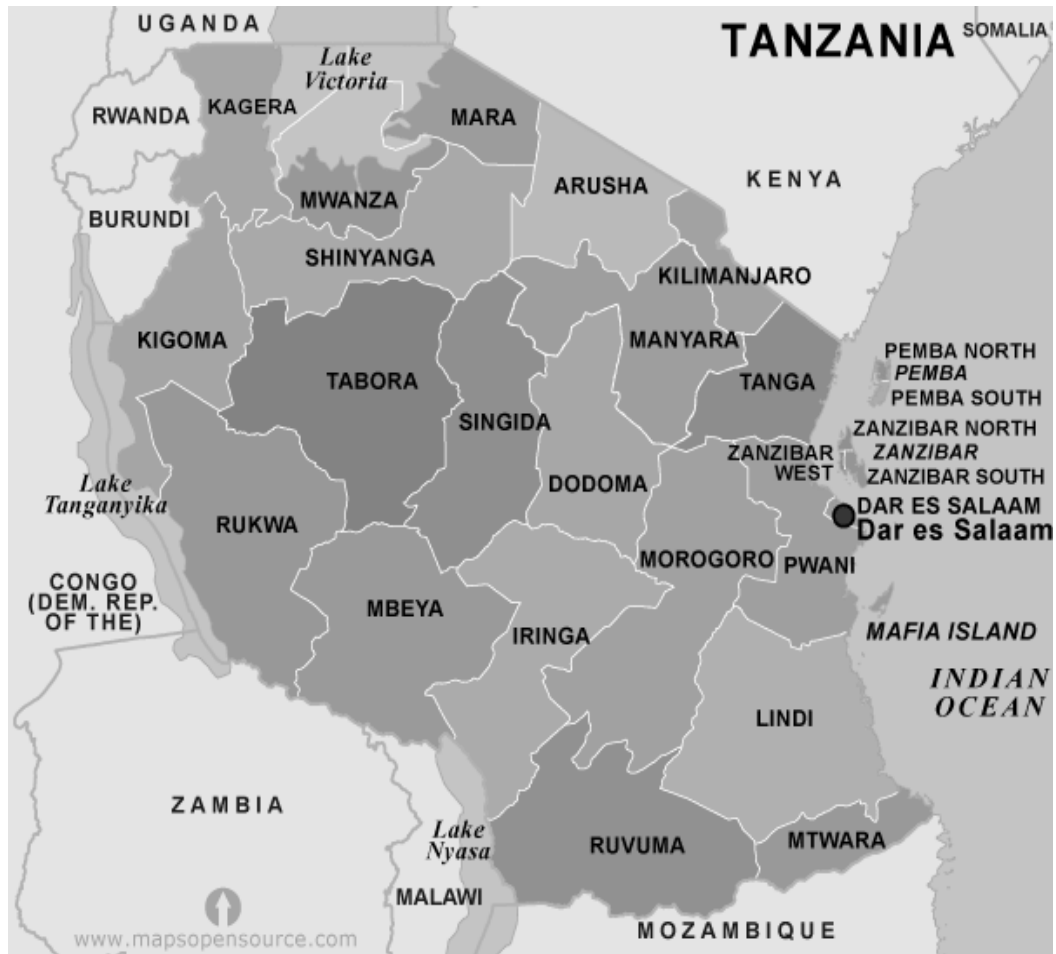 UGANDA
TANZANIA
SOMALIA
Lake
Victoria
RWANDA
KAGERA
MARA
KENYA
ARUSHA
MWANZA
BURUNDI
SHINYANGA
KILIMANJARO
KIGOMA
MANYARA
TABORA
TANGA
PEMBA NORTH
PEMBA
PEMBA SOUTH
SINGIDA
ZANZIBAR NORTH
ZANZIBAR
WEST
ZANZIBAR
ZANZIBAR SOUTH
DODOMA
Lake
Tanganyika
DAR ES SALAAM
Dar es Salaam
RUKWA
MOROGORO
PWANI
CONGO
(DEM. REP.
OF THE)
MBEYA
IRINGA
MAFIA ISLAND
INDIAN
OCEAN
LINDI
ZAMBIA
Lake
Nyasa
RUVUMA
MTWARA
MALAWI
MOZAMBIQUE
www.mapsopensource.com